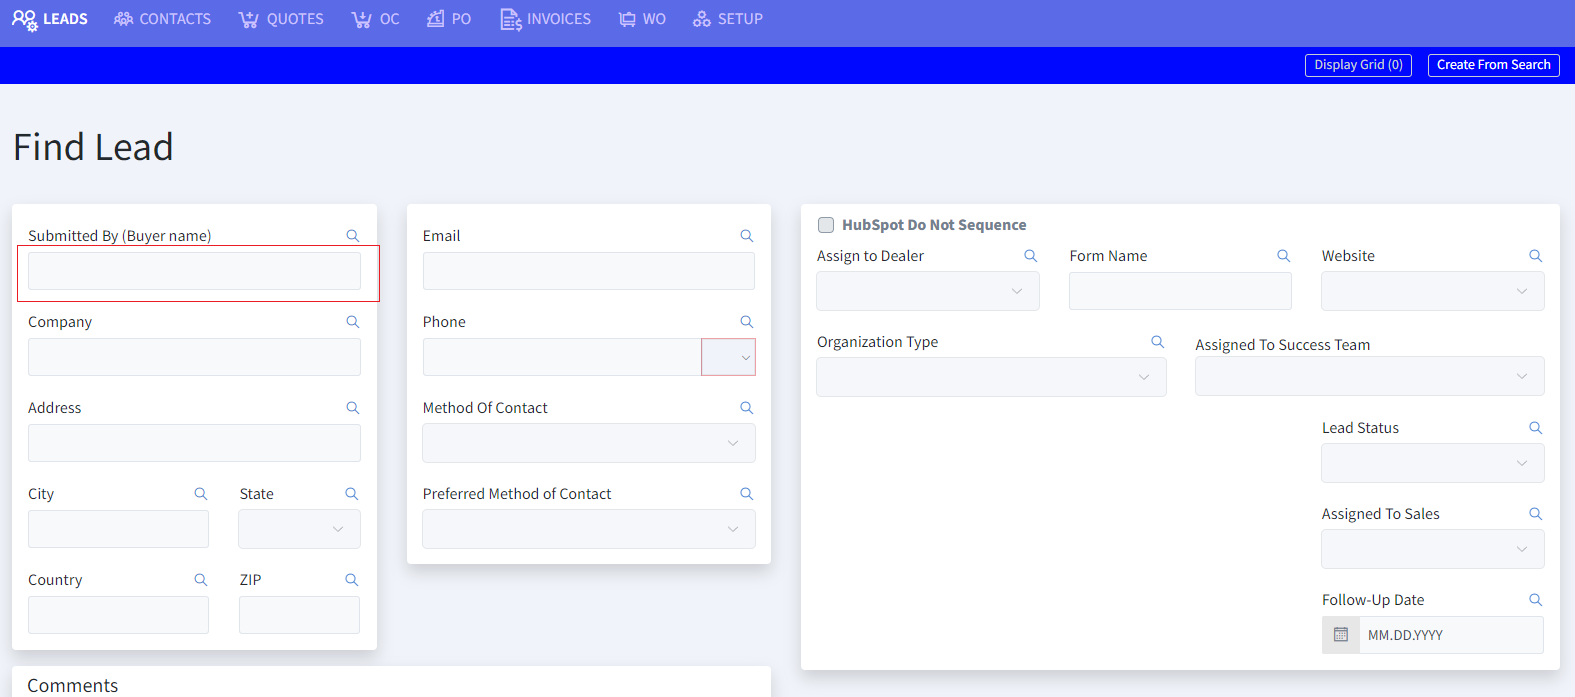 LEADS CONTACTS QUOTES OC PO INVOICES WO SETUP
Display Grid (0) Create From Search
Find Lead
Submitted By (Buyer name)
Company
Address
City State
Country ZIP
Email
Phone
Method Of Contact
Preferred Method of Contact
HubSpot Do Not Sequence
Assign to Dealer Form Name Website
Organization Type Assigned To Success Team
Lead Status
Assigned To Sales
Follow-Up Date
MM.DD.YYYY
Comments